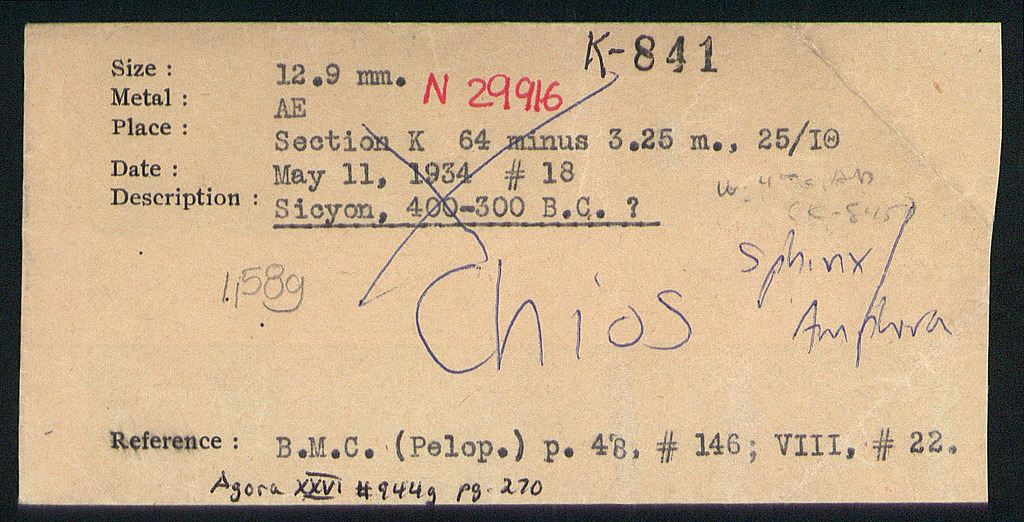 K-841
Size : 12.9 mm.
N 29916
Metal : AE
Place : Section K 64 minus 3.25 m., 25/ΙΘ
Date : May 11, 1934 # 18
Description : Sicyon, 400-300 B.C. ?
(K-845)
1,58g
Chios
Sphinx/
Amphora
Reference : B.M.C. (Pelop.) p. 48, # 146; VIII, # 22.
Agora XXVI #944g pg. 270